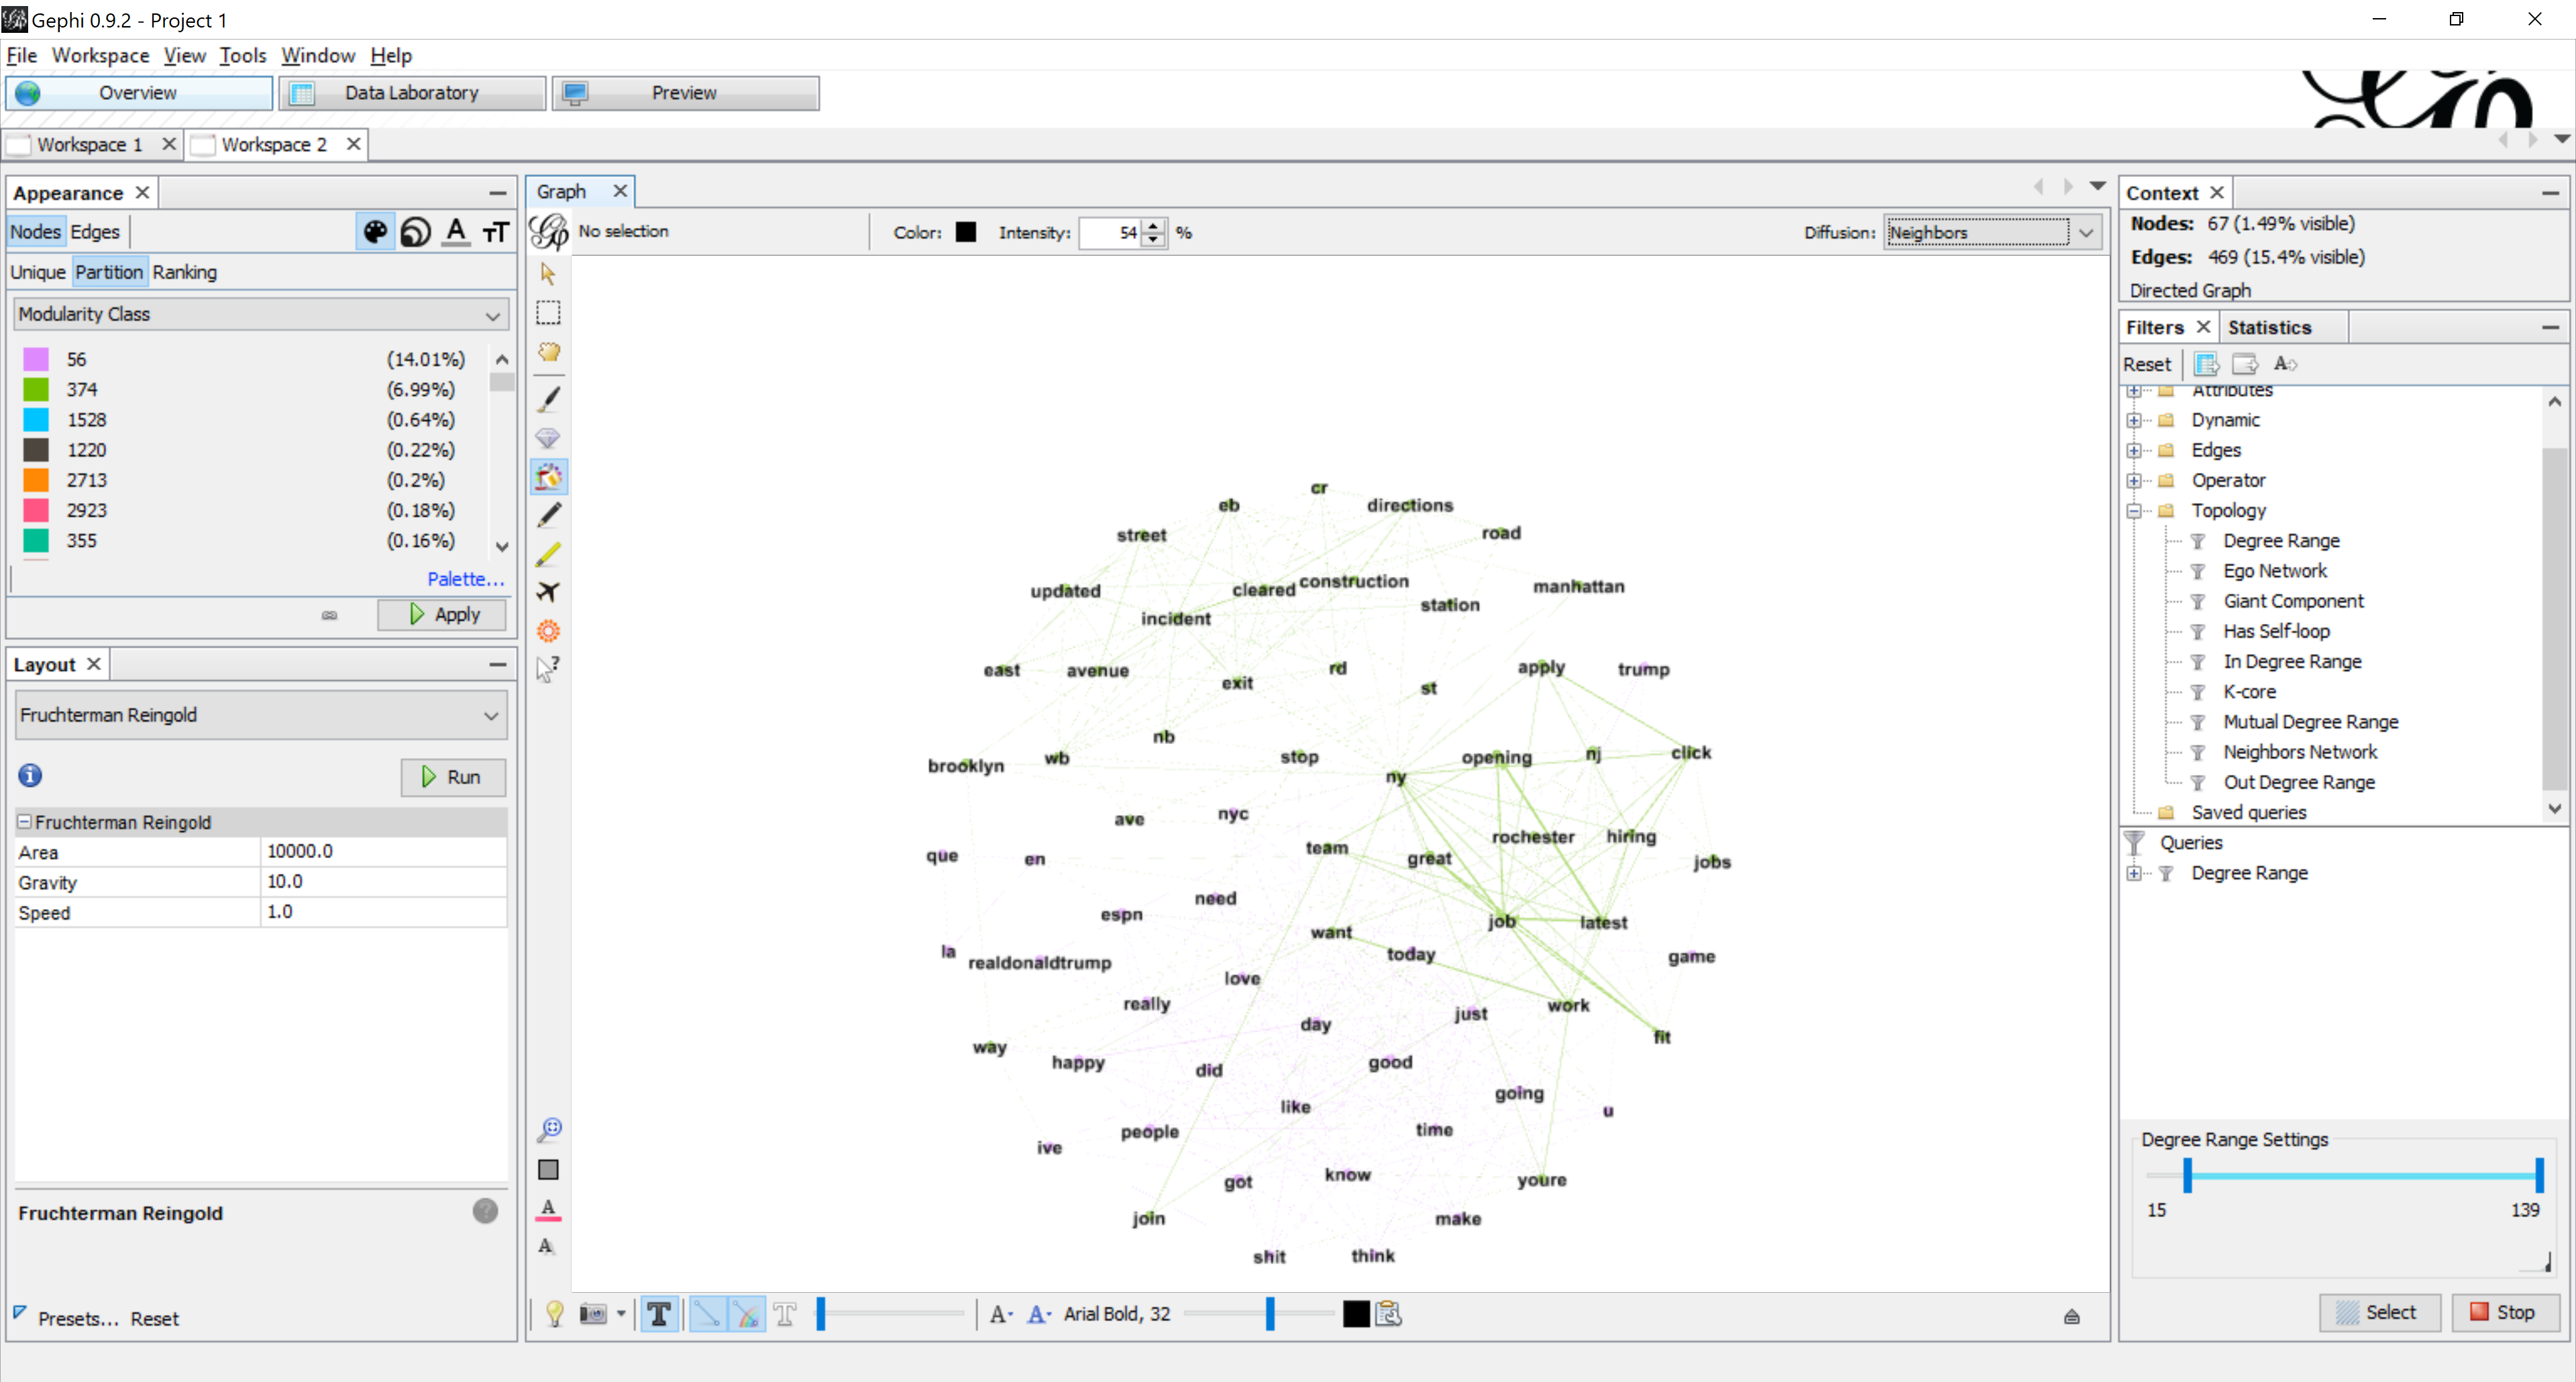 Gephi 0.9.2 - Project 1
File Workspace View Tools Window Help
Overview Data Laboratory Preview
Workspace 1 Workspace 2
Appearance
Nodes Edges
Unique Partition Ranking
Modularity Class
56 (14.01%)
374 (6.99%)
1528 (0.64%)
1220 (0.22%)
2713 (0.2%)
2923 (0.18%)
355 (0.16%)
Palette...
Apply
Layout
Fruchterman Reingold
Run
Fruchterman Reingold
Area 10000.0
Gravity 10.0
Speed 1.0
Fruchterman Reingold
Presets... Reset
Graph
No selection Color: Intensity: 54 % Diffusion: Neighbors
cr
eb directions
street road
updated cleared construction manhattan
incident station
east avenue exit rd st apply trump
nb
brooklyn wb stop ny opening nj click
ave nyc
que en team great rochester hiring jobs
need
espn want job latest
la realdonaldtrump love today game
really day just work
way happy did good fit
like going u
ive people time
got know youre
join make
shit think
Arial Bold, 32
Context
Nodes: 67 (1.49% visible)
Edges: 469 (15.4% visible)
Directed Graph
Filters Statistics
Reset
Attributes
Dynamic
Edges
Operator
Topology
Degree Range
Ego Network
Giant Component
Has Self-loop
In Degree Range
K-core
Mutual Degree Range
Neighbors Network
Out Degree Range
Saved queries
Queries
Degree Range
Degree Range Settings
15 139
Select Stop